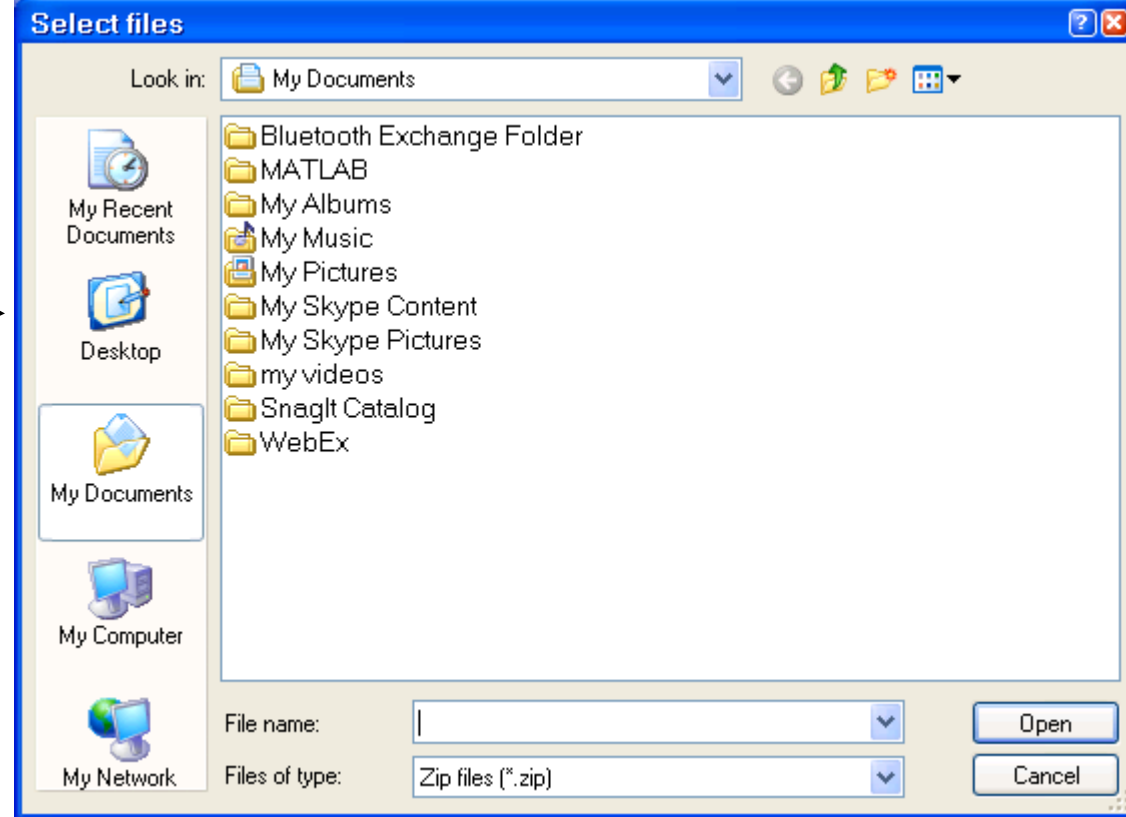 Select files
Look in: My Documents
My Recent
Documents
Desktop
My Documents
My Computer
My Network
Bluetooth Exchange Folder
MATLAB
My Albums
My Music
My Pictures
My Skype Content
My Skype Pictures
my videos
SnagIt Catalog
WebEx
File name: Open
Files of type: Zip files (*.zip) Cancel